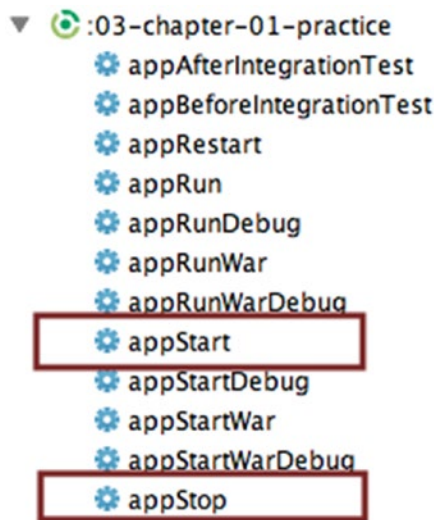 :03-chapter-01-practice
appAfterIntegrationTest
appBeforeIntegrationTest
appRestart
appRun
appRunDebug
appRunWar
appRunWarDebug
appStart
appStartDebug
appStartWar
appStartWarDebug
appStop